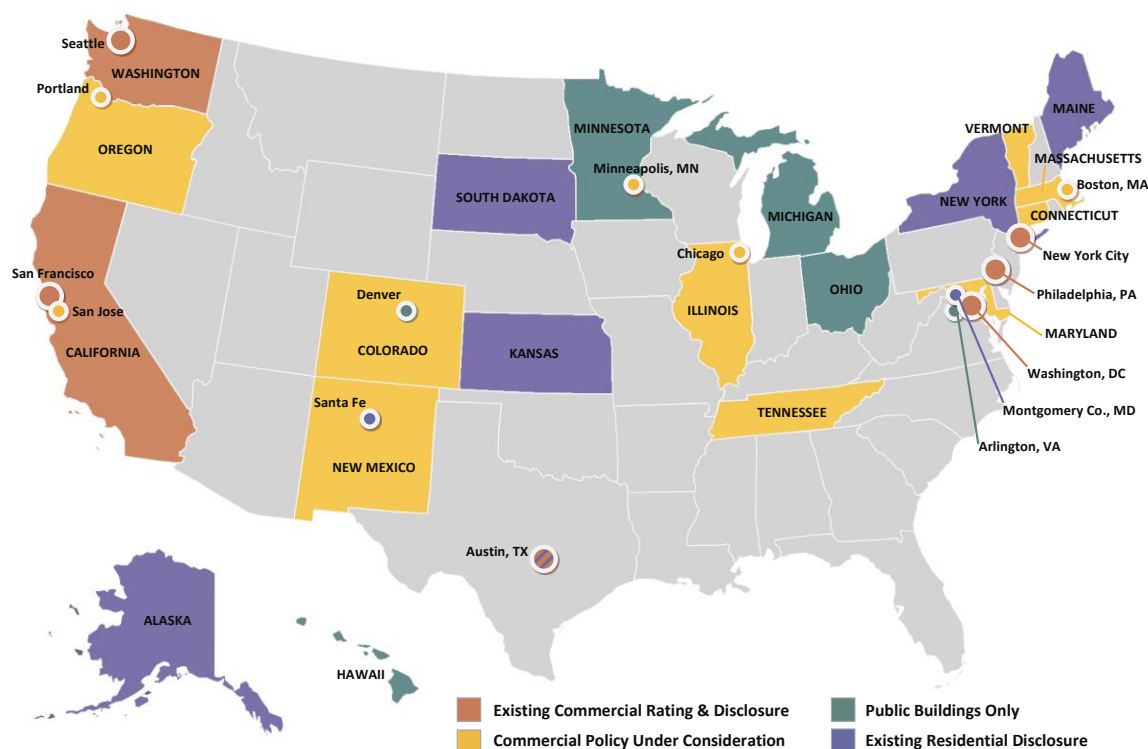 Seattle
WASHINGTON
Portland
OREGON
MINNESOTA
Minneapolis, MN
SOUTH DAKOTA
MICHIGAN
MAINE
VERMONT
MASSACHUSETTS
Boston, MA
NEW YORK
CONNECTICUT
New York City
San Francisco
San Jose
CALIFORNIA
Denver
COLORADO
KANSAS
Chicago
ILLINOIS
OHIO
Philadelphia, PA
MARYLAND
Washington, DC
Montgomery Co., MD
Arlington, VA
Santa Fe
NEW MEXICO
TENNESSEE
Austin, TX
ALASKA
HAWAII
Existing Commercial Rating & Disclosure
Public Buildings Only
Commercial Policy Under Consideration
Existing Residential Disclosure